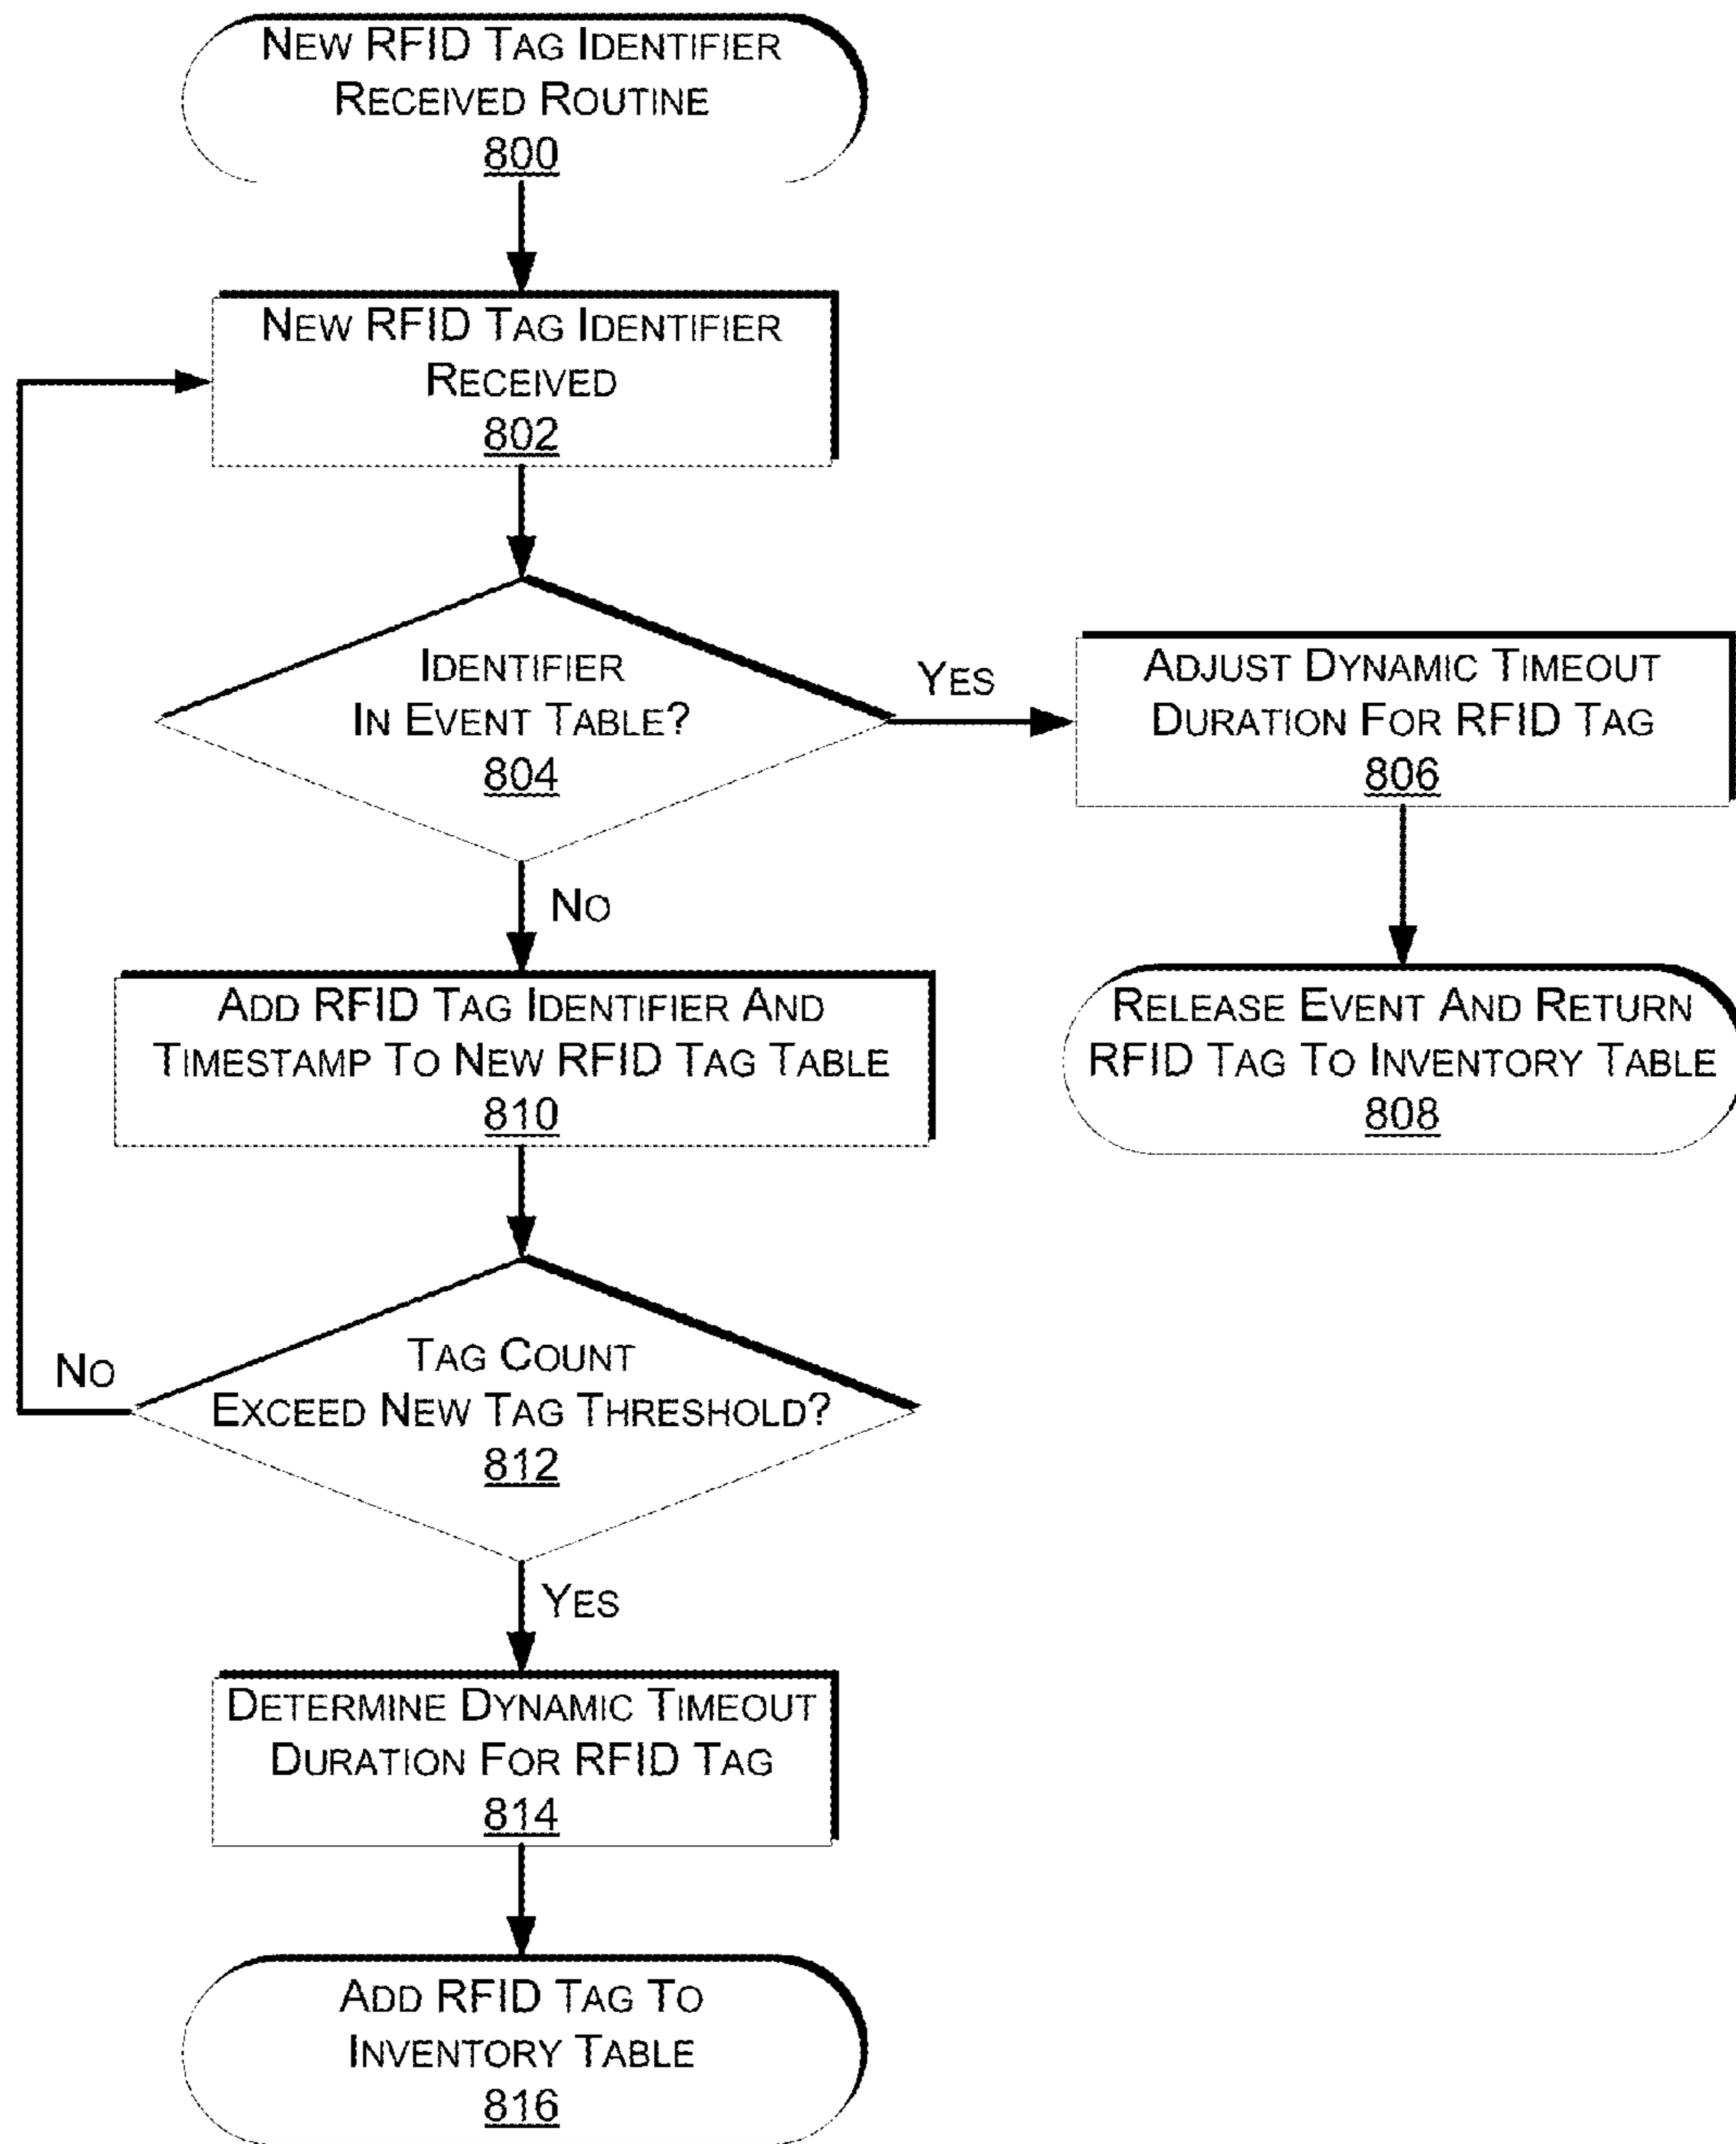 New RFID Tag Identifier
Received Routine
800
New RFID Tag Identifier
Received
802
Identifier
In Event Table?
804
Yes
Adjust Dynamic Timeout
Duration For RFID Tag
806
No
Add RFID Tag Identifier And
Timestamp To New RFID Tag Table
810
Release Event And Return
RFID Tag To Inventory Table
808
No
Tag Count
Exceed New Tag Threshold?
812
Yes
Determine Dynamic Timeout
Duration For RFID Tag
814
Add RFID Tag To
Inventory Table
816